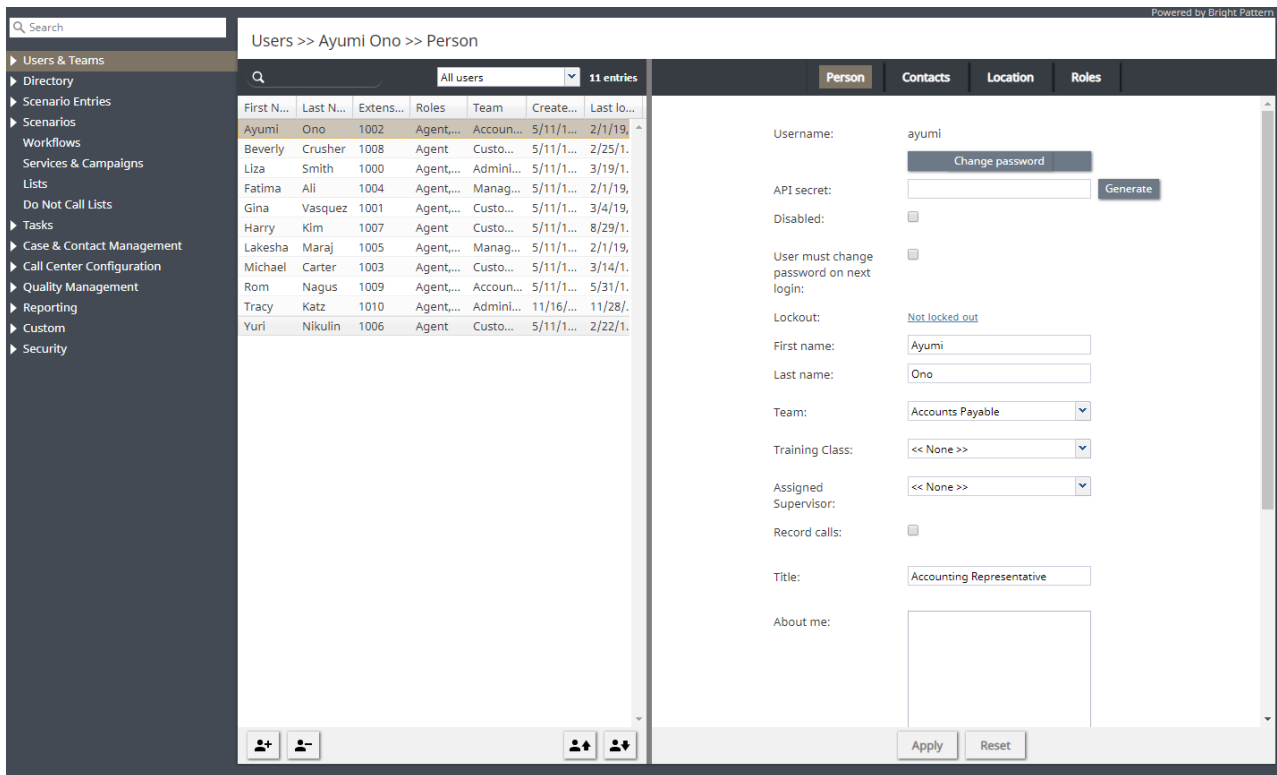 Powered by Bright Pattern
Search
Users & Teams
Directory
Scenario Entries
Scenarios
Workflows
Services & Campaigns
Lists
Do Not Call Lists
Tasks
Case & Contact Management
Call Center Configuration
Quality Management
Reporting
Custom
Security
Users >> Ayumi Ono >> Person
All users 11 entries
First N... Last N... Extens... Roles Team Create... Last lo...
Ayumi Ono 1002 Agent,... Accoun... 5/11/1... 2/1/19,
Beverly Crusher 1008 Agent Custo... 5/11/1... 2/25/1.
Liza Smith 1000 Agent,... Admini... 5/11/1... 3/19/1.
Fatima Ali 1004 Agent,... Manag... 5/11/1... 2/1/19,
Gina Vasquez 1001 Agent,... Custo... 5/11/1... 3/4/19,
Harry Kim 1007 Agent Custo... 5/11/1... 8/29/1.
Lakesha Maraj 1005 Agent,... Manag... 5/11/1... 2/1/19,
Michael Carter 1003 Agent,... Custo... 5/11/1... 3/14/1.
Rom Nagus 1009 Agent,... Accoun... 5/11/1... 5/31/1.
Tracy Katz 1010 Agent,... Admini... 11/16/... 11/28/.
Yuri Nikulin 1006 Agent Custo... 5/11/1... 2/22/1.
Person Contacts Location Roles
Username: ayumi
Change password
API secret: Generate
Disabled:
User must change
password on next
login:
Lockout: Not locked out
First name: Ayumi
Last name: Ono
Team: Accounts Payable
Training Class: << None >>
Assigned
Supervisor: << None >>
Record calls:
Title: Accounting Representative
About me:
Apply Reset